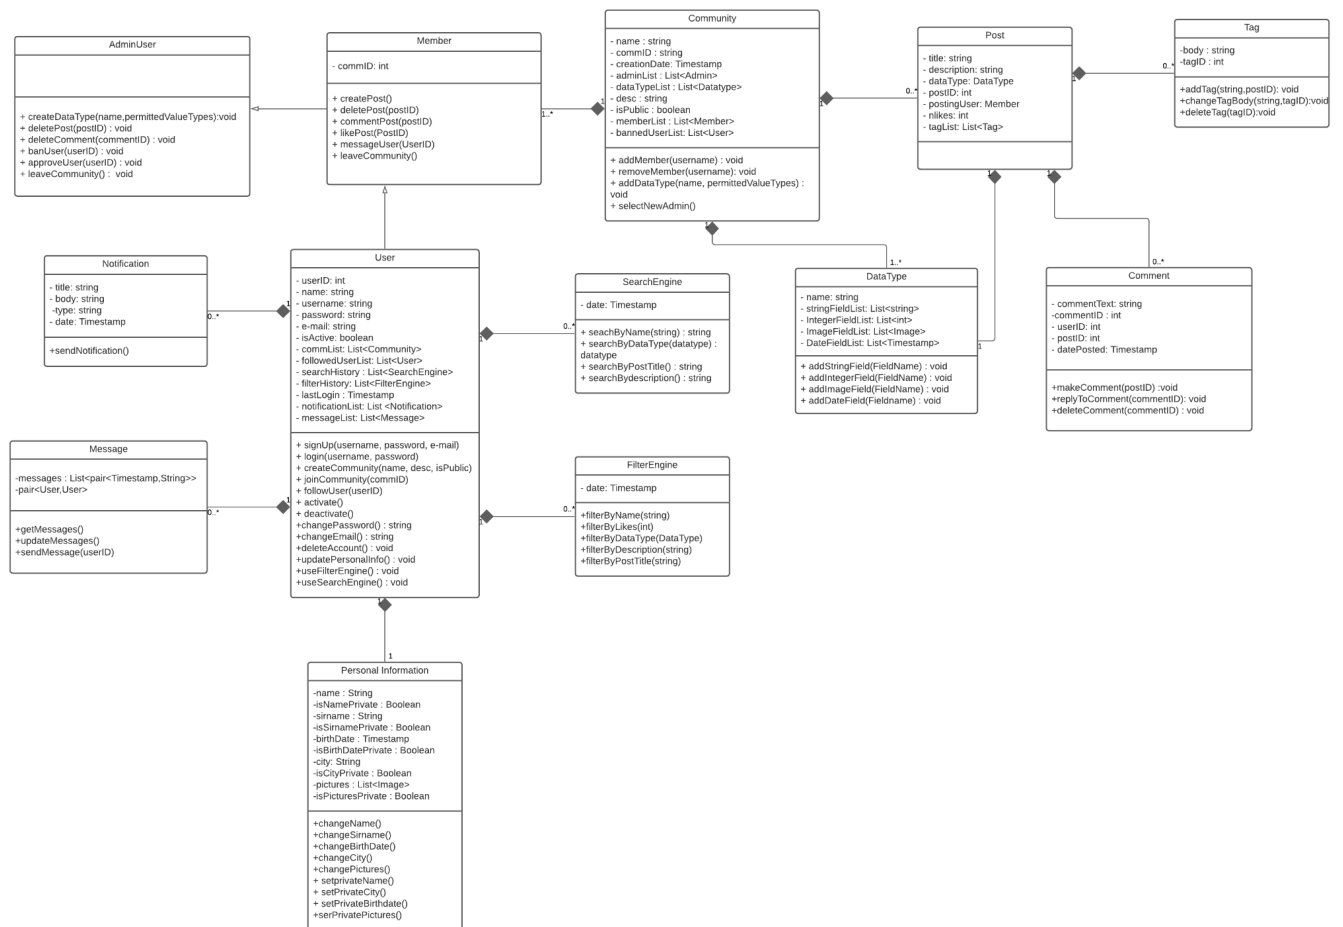 AdminUser
+ createDataType(name,permittedValueTypes):void
+ deletePost(postID) : void
+ deleteComment(commentID) : void
+ banUser(userID) : void
+ approveUser(userID) : void
+ leaveCommunity() : void
Member
- commID: int
+ createPost()
+ deletePost(postID)
+ commentPost(postID)
+ likePost(PostID)
+ messageUser(UserID)
+ leaveCommunity()
1..*
1
Community
- name : string
- commID : string
- creationDate: Timestamp
- adminList : List<Admin>
- dataTypeList : List<Datatype>
- desc : string
- isPublic : boolean
- memberList : List<Member>
- bannedUserList: List<User>
+ addMember(username) : void
+ removeMember(username): void
+ addDataType(name, permittedValueTypes) :
void
+ selectNewAdmin()
1
0..*
1
1..*
Post
- title: string
- description: string
- dataType: DataType
- postID: int
- postingUser: Member
- nlikes: int
- tagList: List<Tag>
1
0..*
1
1
1
0..*
Tag
-body : string
-tagID : int
+addTag(string,postID): void
+changeTagBody(string,tagID):void
+deleteTag(tagID):void
Notification
- title: string
- body: string
-type: string
- date: Timestamp
+sendNotification()
0..*
1
User
- userID: int
- name: string
- username: string
- password: string
- e-mail: string
- isActive: boolean
- commList: List<Community>
- followedUserList: List<User>
- searchHistory : List<SearchEngine>
- filterHistory: List<FilterEngine>
- lastLogin : Timestamp
- notificationList: List <Notification>
- messageList: List<Message>
+ signUp(username, password, e-mail)
+ login(username, password)
+ createCommunity(name, desc, isPublic)
+ joinCommunity(commID)
+ followUser(userID)
+ activate()
+ deactivate()
+changePassword() : string
+changeEmail() : string
+deleteAccount() : void
+updatePersonalInfo() : void
+useFilterEngine() : void
+useSearchEngine() : void
1
0..*
SearchEngine
- date: Timestamp
+ seachByName(string) : string
+ searchByDataType(datatype) :
datatype
+ searchByPostTitle() : string
+ searchBydescription() : string
DataType
- name: string
- stringFieldList: List<string>
- IntegerFieldList: List<int>
- ImageFieldList: List<Image>
- DateFieldList: List<Timestamp>
+ addStringField(FieldName) : void
+ addIntegerField(FieldName) : void
+ addImageField(FieldName) : void
+ addDateField(Fieldname) : void
Comment
- commentText: string
-commentID : int
- userID: int
- postID: int
- datePosted: Timestamp
+makeComment(postID) :void
+replyToComment(commentID): void
+deleteComment(commentID) : void
Message
-messages : List<pair<Timestamp,String>>
-pair<User,User>
+getMessages()
+updateMessages()
+sendMessage(userID)
0..*
1
1
0..*
FilterEngine
- date: Timestamp
+filterByName(string)
+filterByLikes(int)
+filterByDataType(DataType)
+filterByDescription(string)
+filterByPostTitle(string)
1
1
Personal Information
-name : String
-isNamePrivate : Boolean
-sirname : String
-isSirnamePrivate : Boolean
-birthDate : Timestamp
-isBirthDatePrivate : Boolean
-city: String
-isCityPrivate : Boolean
-pictures : List<Image>
-isPicturesPrivate : Boolean
+changeName()
+changeSirname()
+changeBirthDate()
+changeCity()
+changePictures()
+ setprivateName()
+ setPrivateCity()
+ setPrivateBirthdate()
+serPrivatePictures()